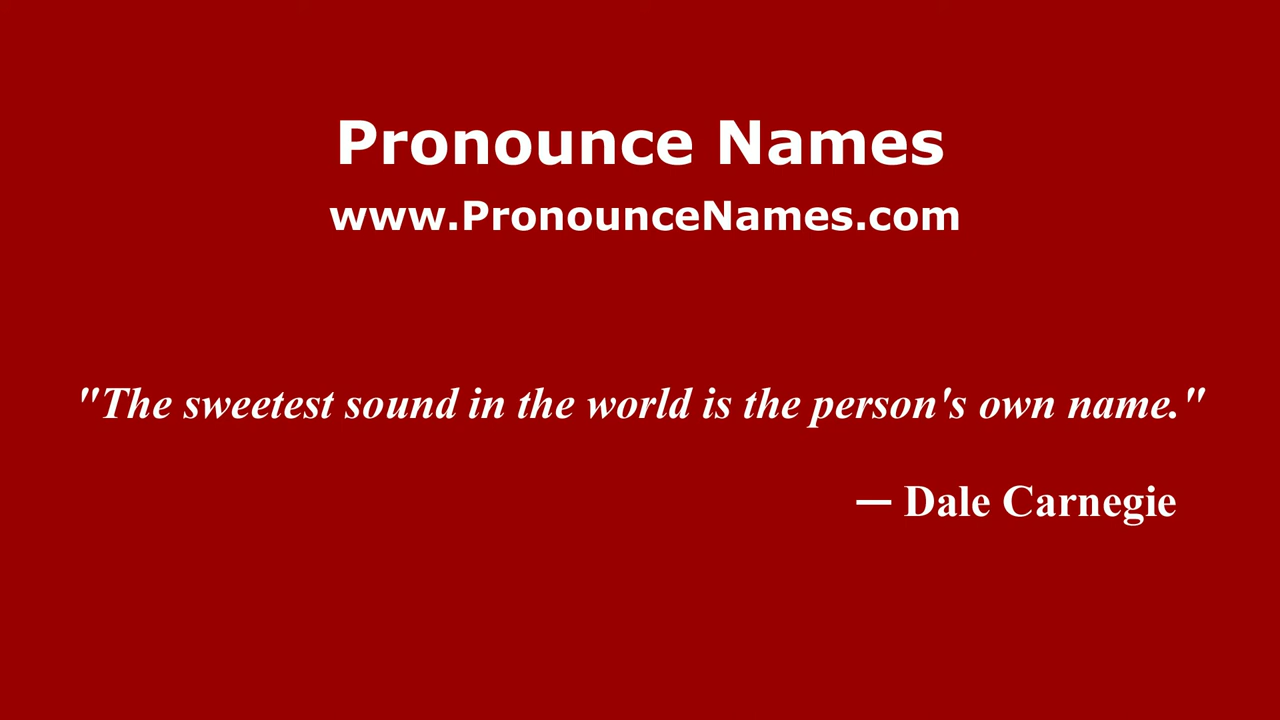 Pronounce Names
www.PronounceNames.com
"The sweetest sound in the world is the person's own name."
— Dale Carnegie